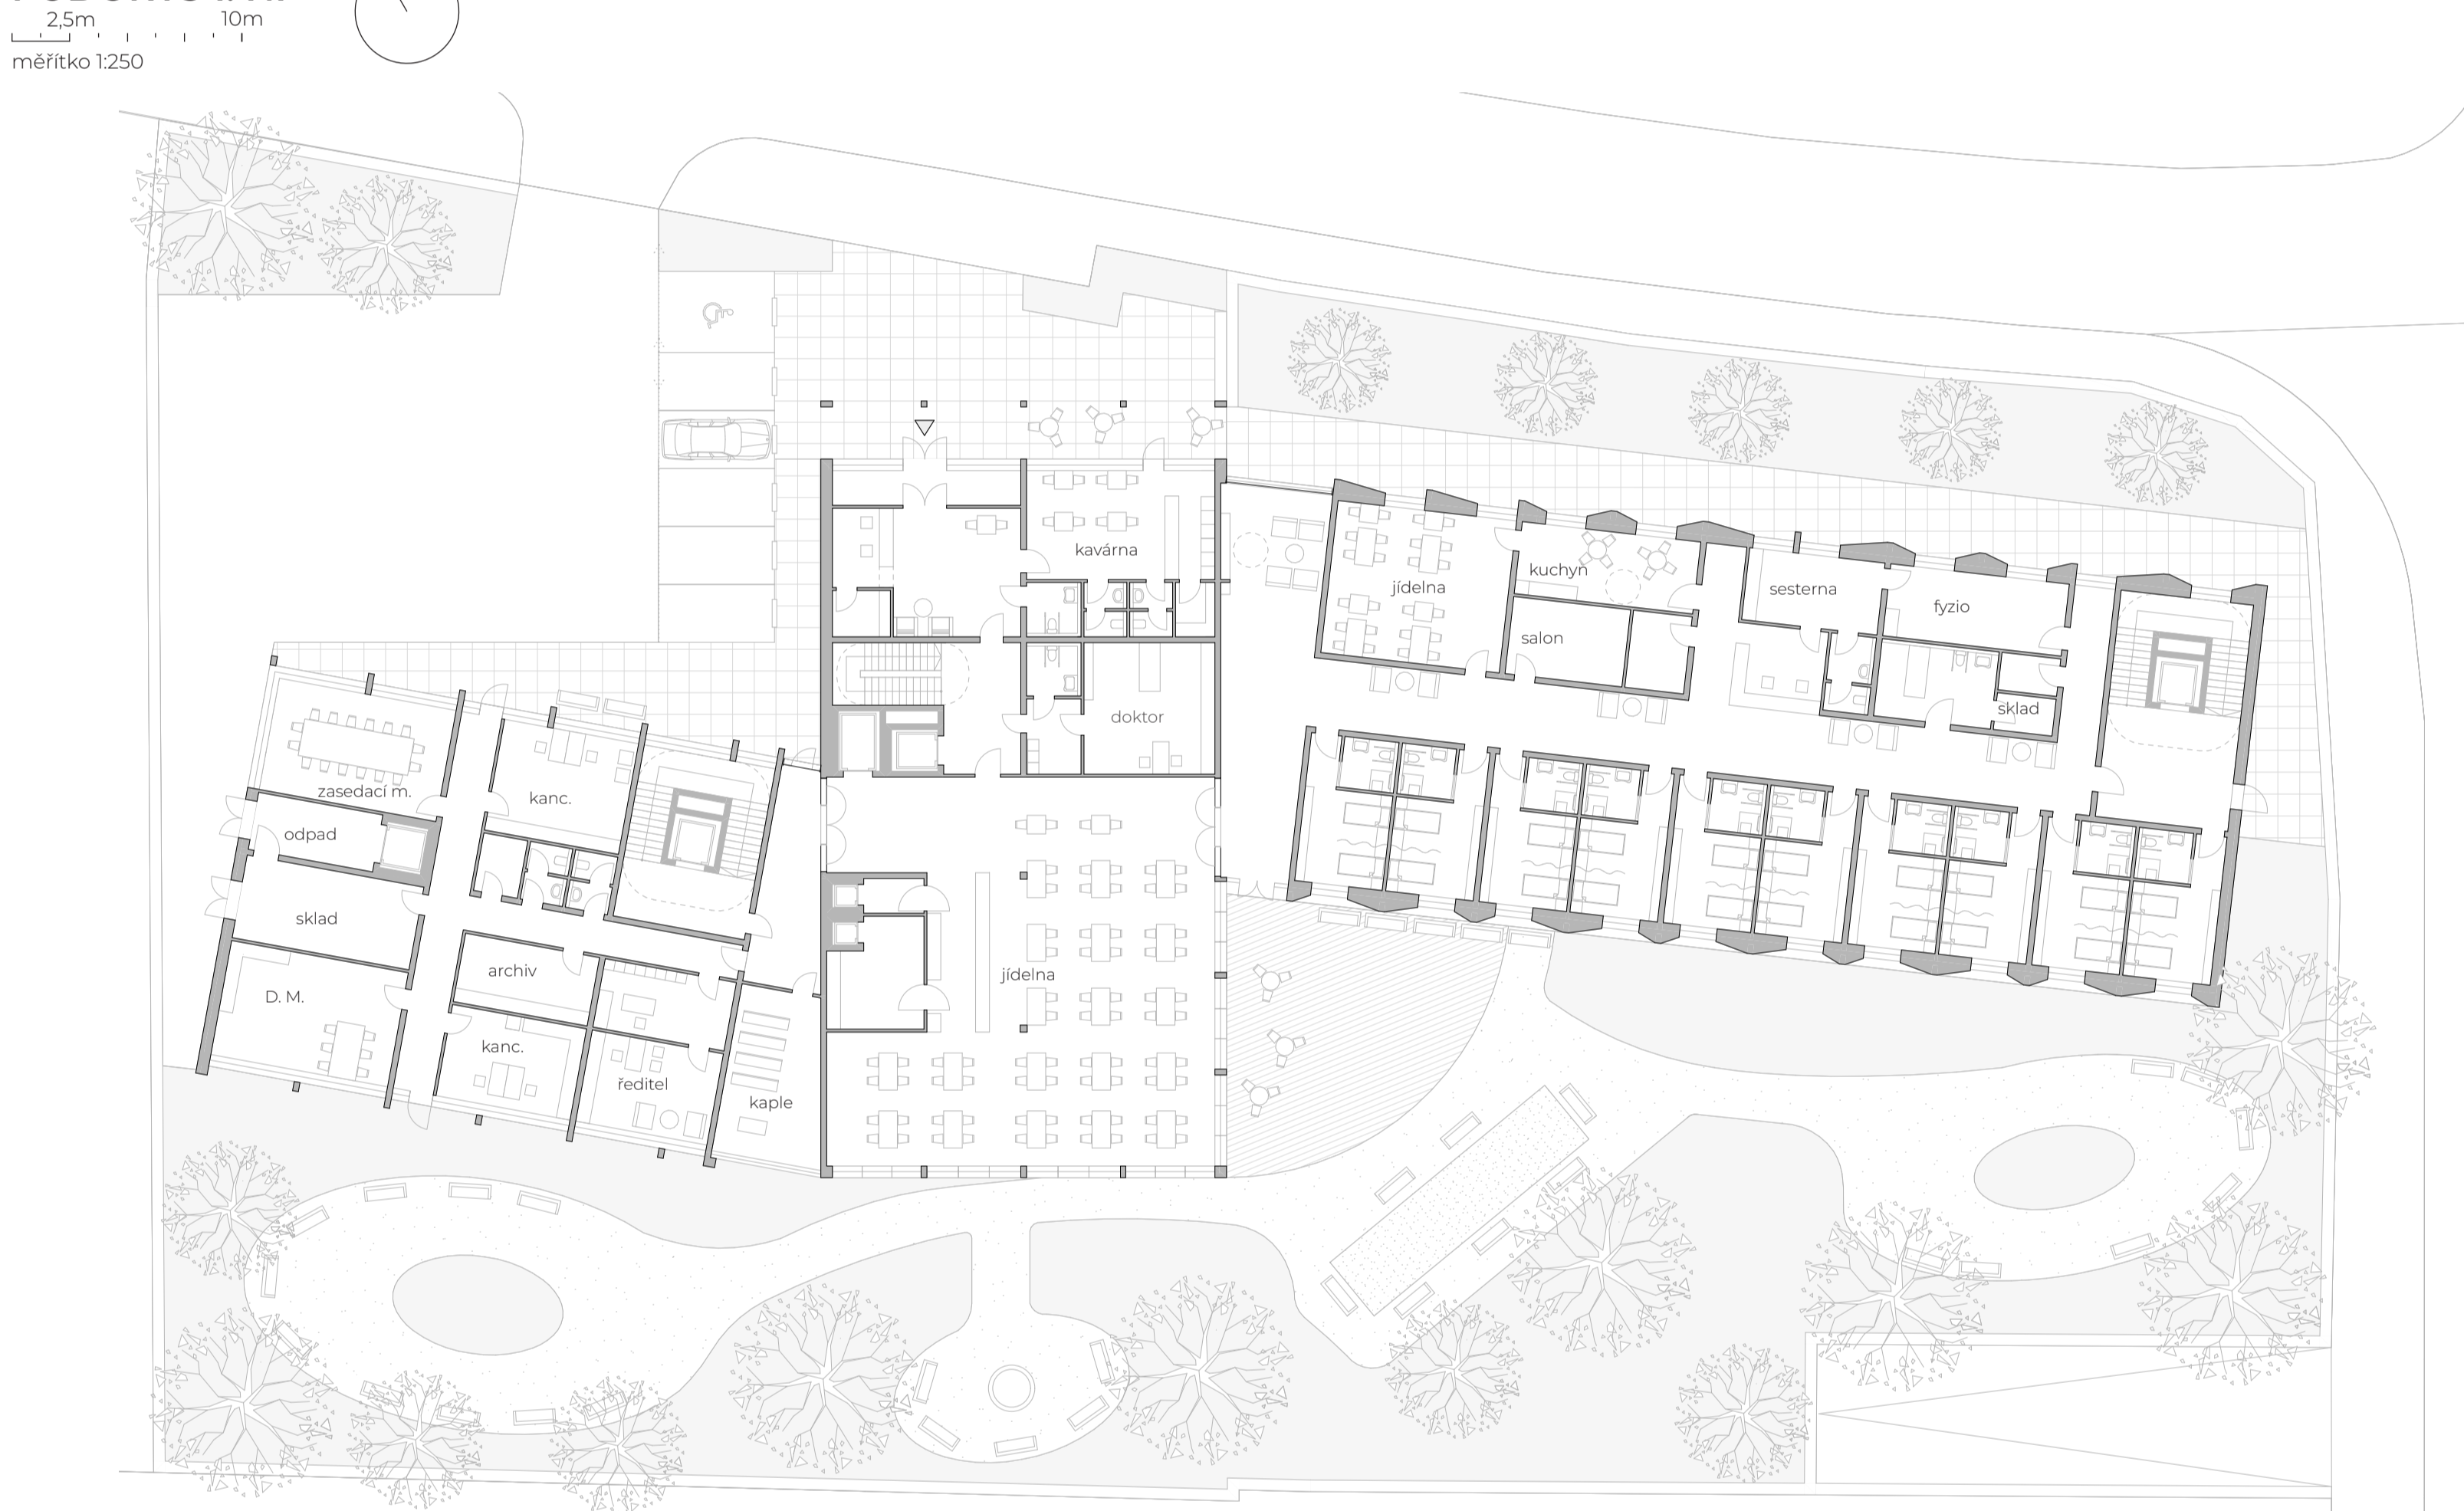 2,5m 10m
měřítko 1:250
kavárna
jídelna
kuchyn
sesterna
fyzio
salon
sklad
doktor
zasedací m.
kanc.
odpad
sklad
archiv
jídelna
D. M.
kanc.
ředitel
kaple